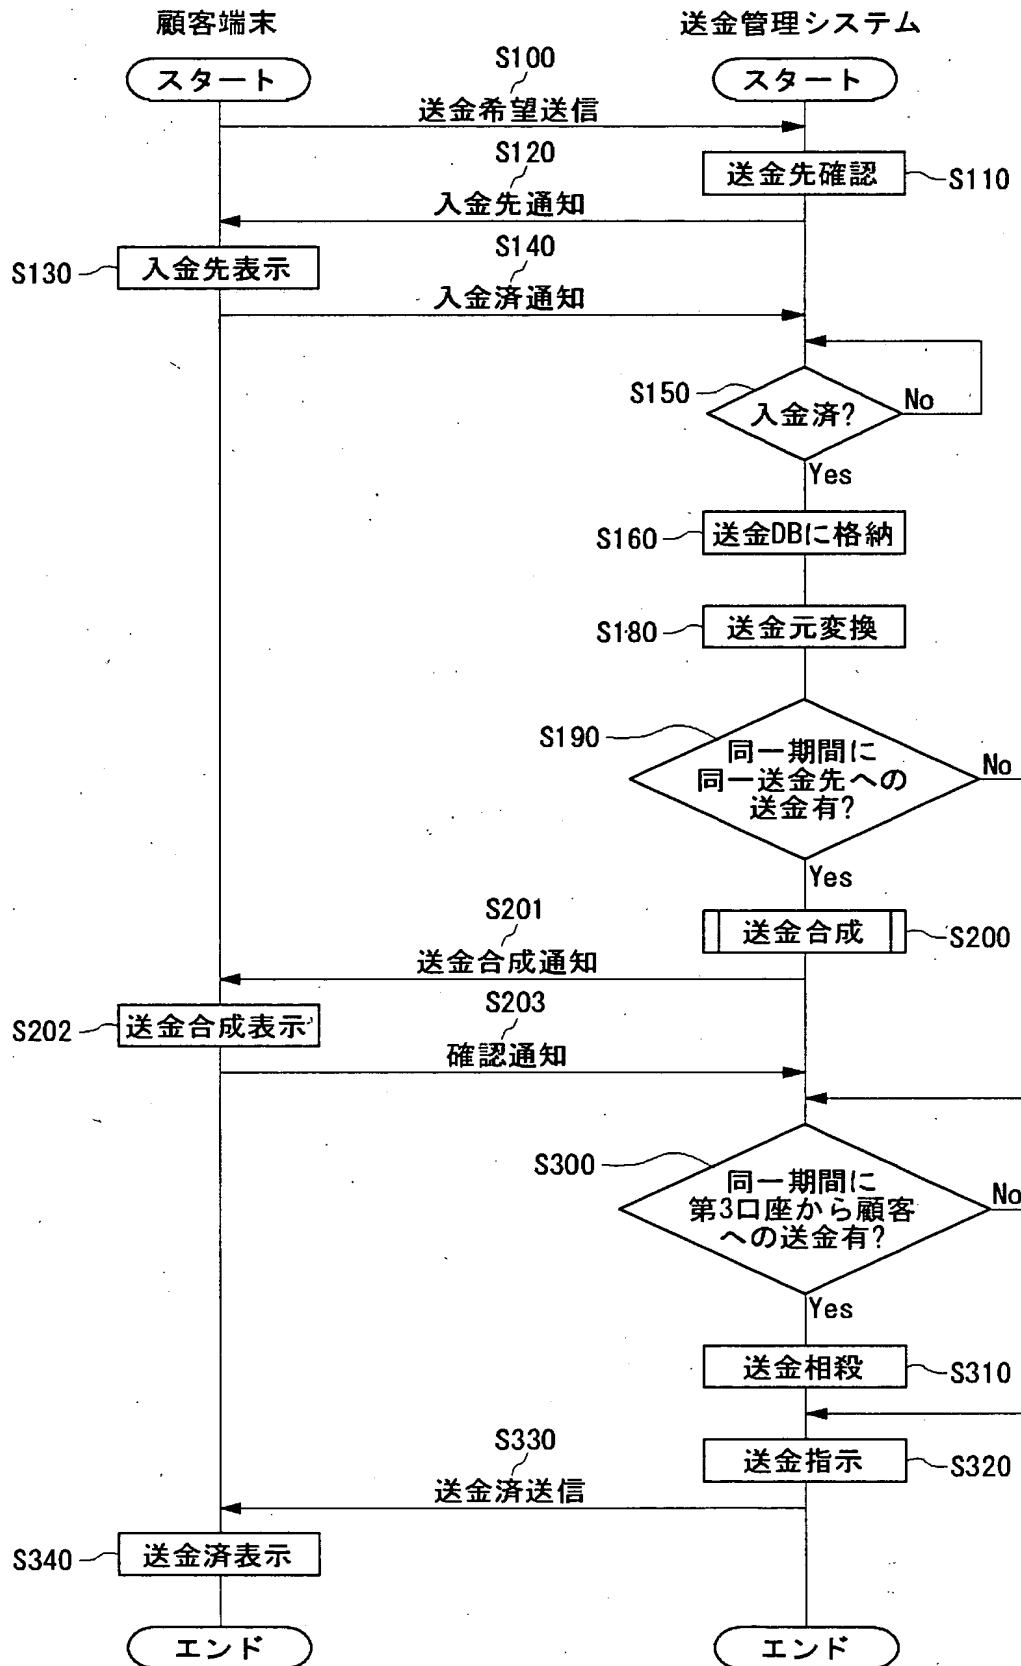 顧客端末
送金管理システム
スタート
スタート
S100
送金希望送信
送金先確認
S110
S120
入金先通知
S130
入金先表示
S140
入金済通知
S150
入金済?
No
Yes
S160
送金DBに格納
S180
送金元変換
S190
同一期間に
同一送金先への
送金有?
No
Yes
送金合成
S200
S201
送金合成通知
S202
送金合成表示
S203
確認通知
S300
同一期間に
第3口座から顧客
への送金有?
No
Yes
送金相殺
S310
送金指示
S320
S330
送金済送信
S340
送金済表示
エンド
エンド